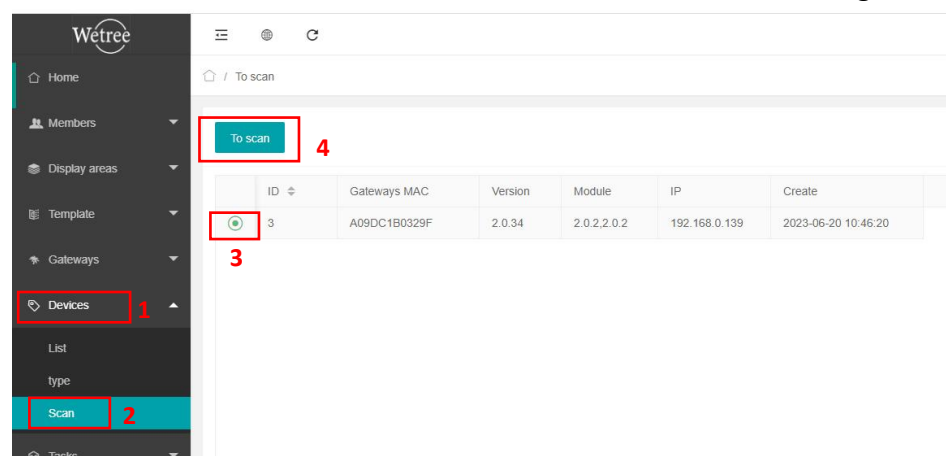 Wétree
Home
/ To scan
Members
To scan
4
Display areas
ID Gateways MAC Version Module IP Create
Template
3 A09DC1B0329F 2.0.34 2.0.2,2.0.2 192.168.0.139 2023-06-20 10:46:20
3
Gateways
Devices 1
List
type
Scan 2
Tasks